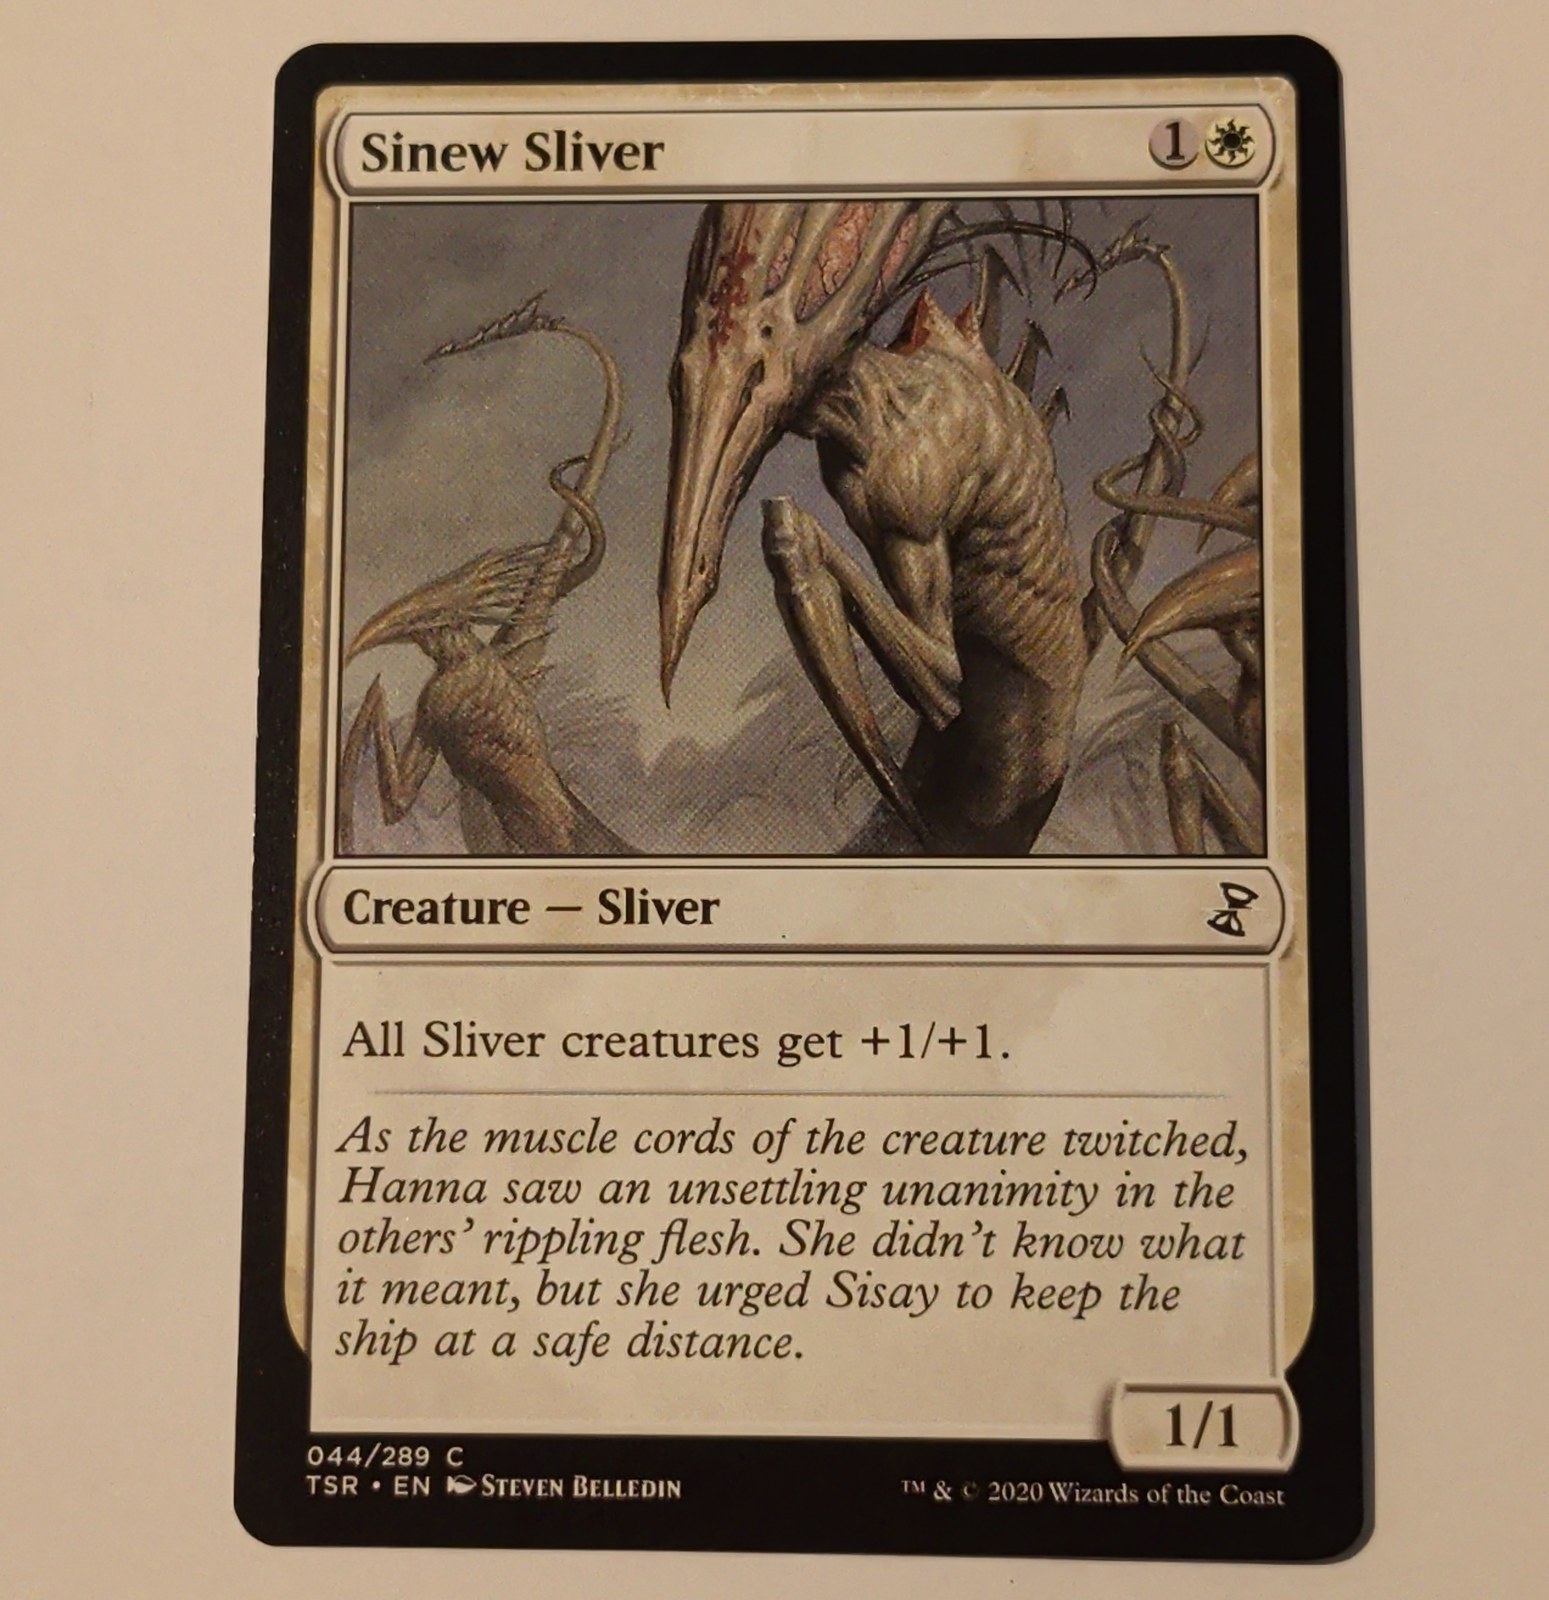 Sinew Sliver 1
Creature — Sliver
All Sliver creatures get +1/+1.
As the muscle cords of the creature twitched,
Hanna saw an unsettling unanimity in the
others’ rippling flesh. She didn’t know what
it meant, but she urged Sisay to keep the
ship at a safe distance.
1/1
044/289 C
TSR • EN STEVEN BELLEDIN
™ & © 2020 Wizards of the Coast